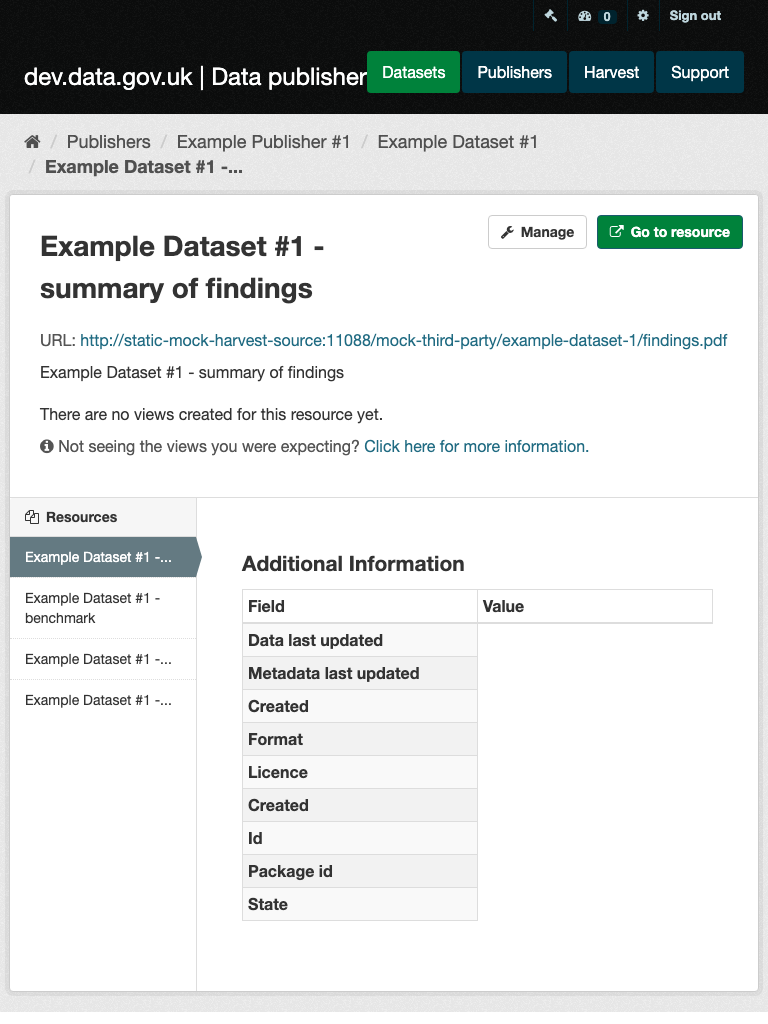 0 Sign out
dev.data.gov.uk | Data publisher
Datasets Publishers Harvest Support
/ Publishers / Example Publisher #1 / Example Dataset #1
/ Example Dataset #1 -...
Manage Go to resource
Example Dataset #1 -
summary of findings
URL: http://static-mock-harvest-source:11088/mock-third-party/example-dataset-1/findings.pdf
Example Dataset #1 - summary of findings
There are no views created for this resource yet.
Not seeing the views you were expecting? Click here for more information.
Resources
Example Dataset #1 -...
Example Dataset #1 -
benchmark
Example Dataset #1 -...
Example Dataset #1 -...
Additional Information
Field Value
Data last updated
Metadata last updated
Created
Format
Licence
Created
Id
Package id
State